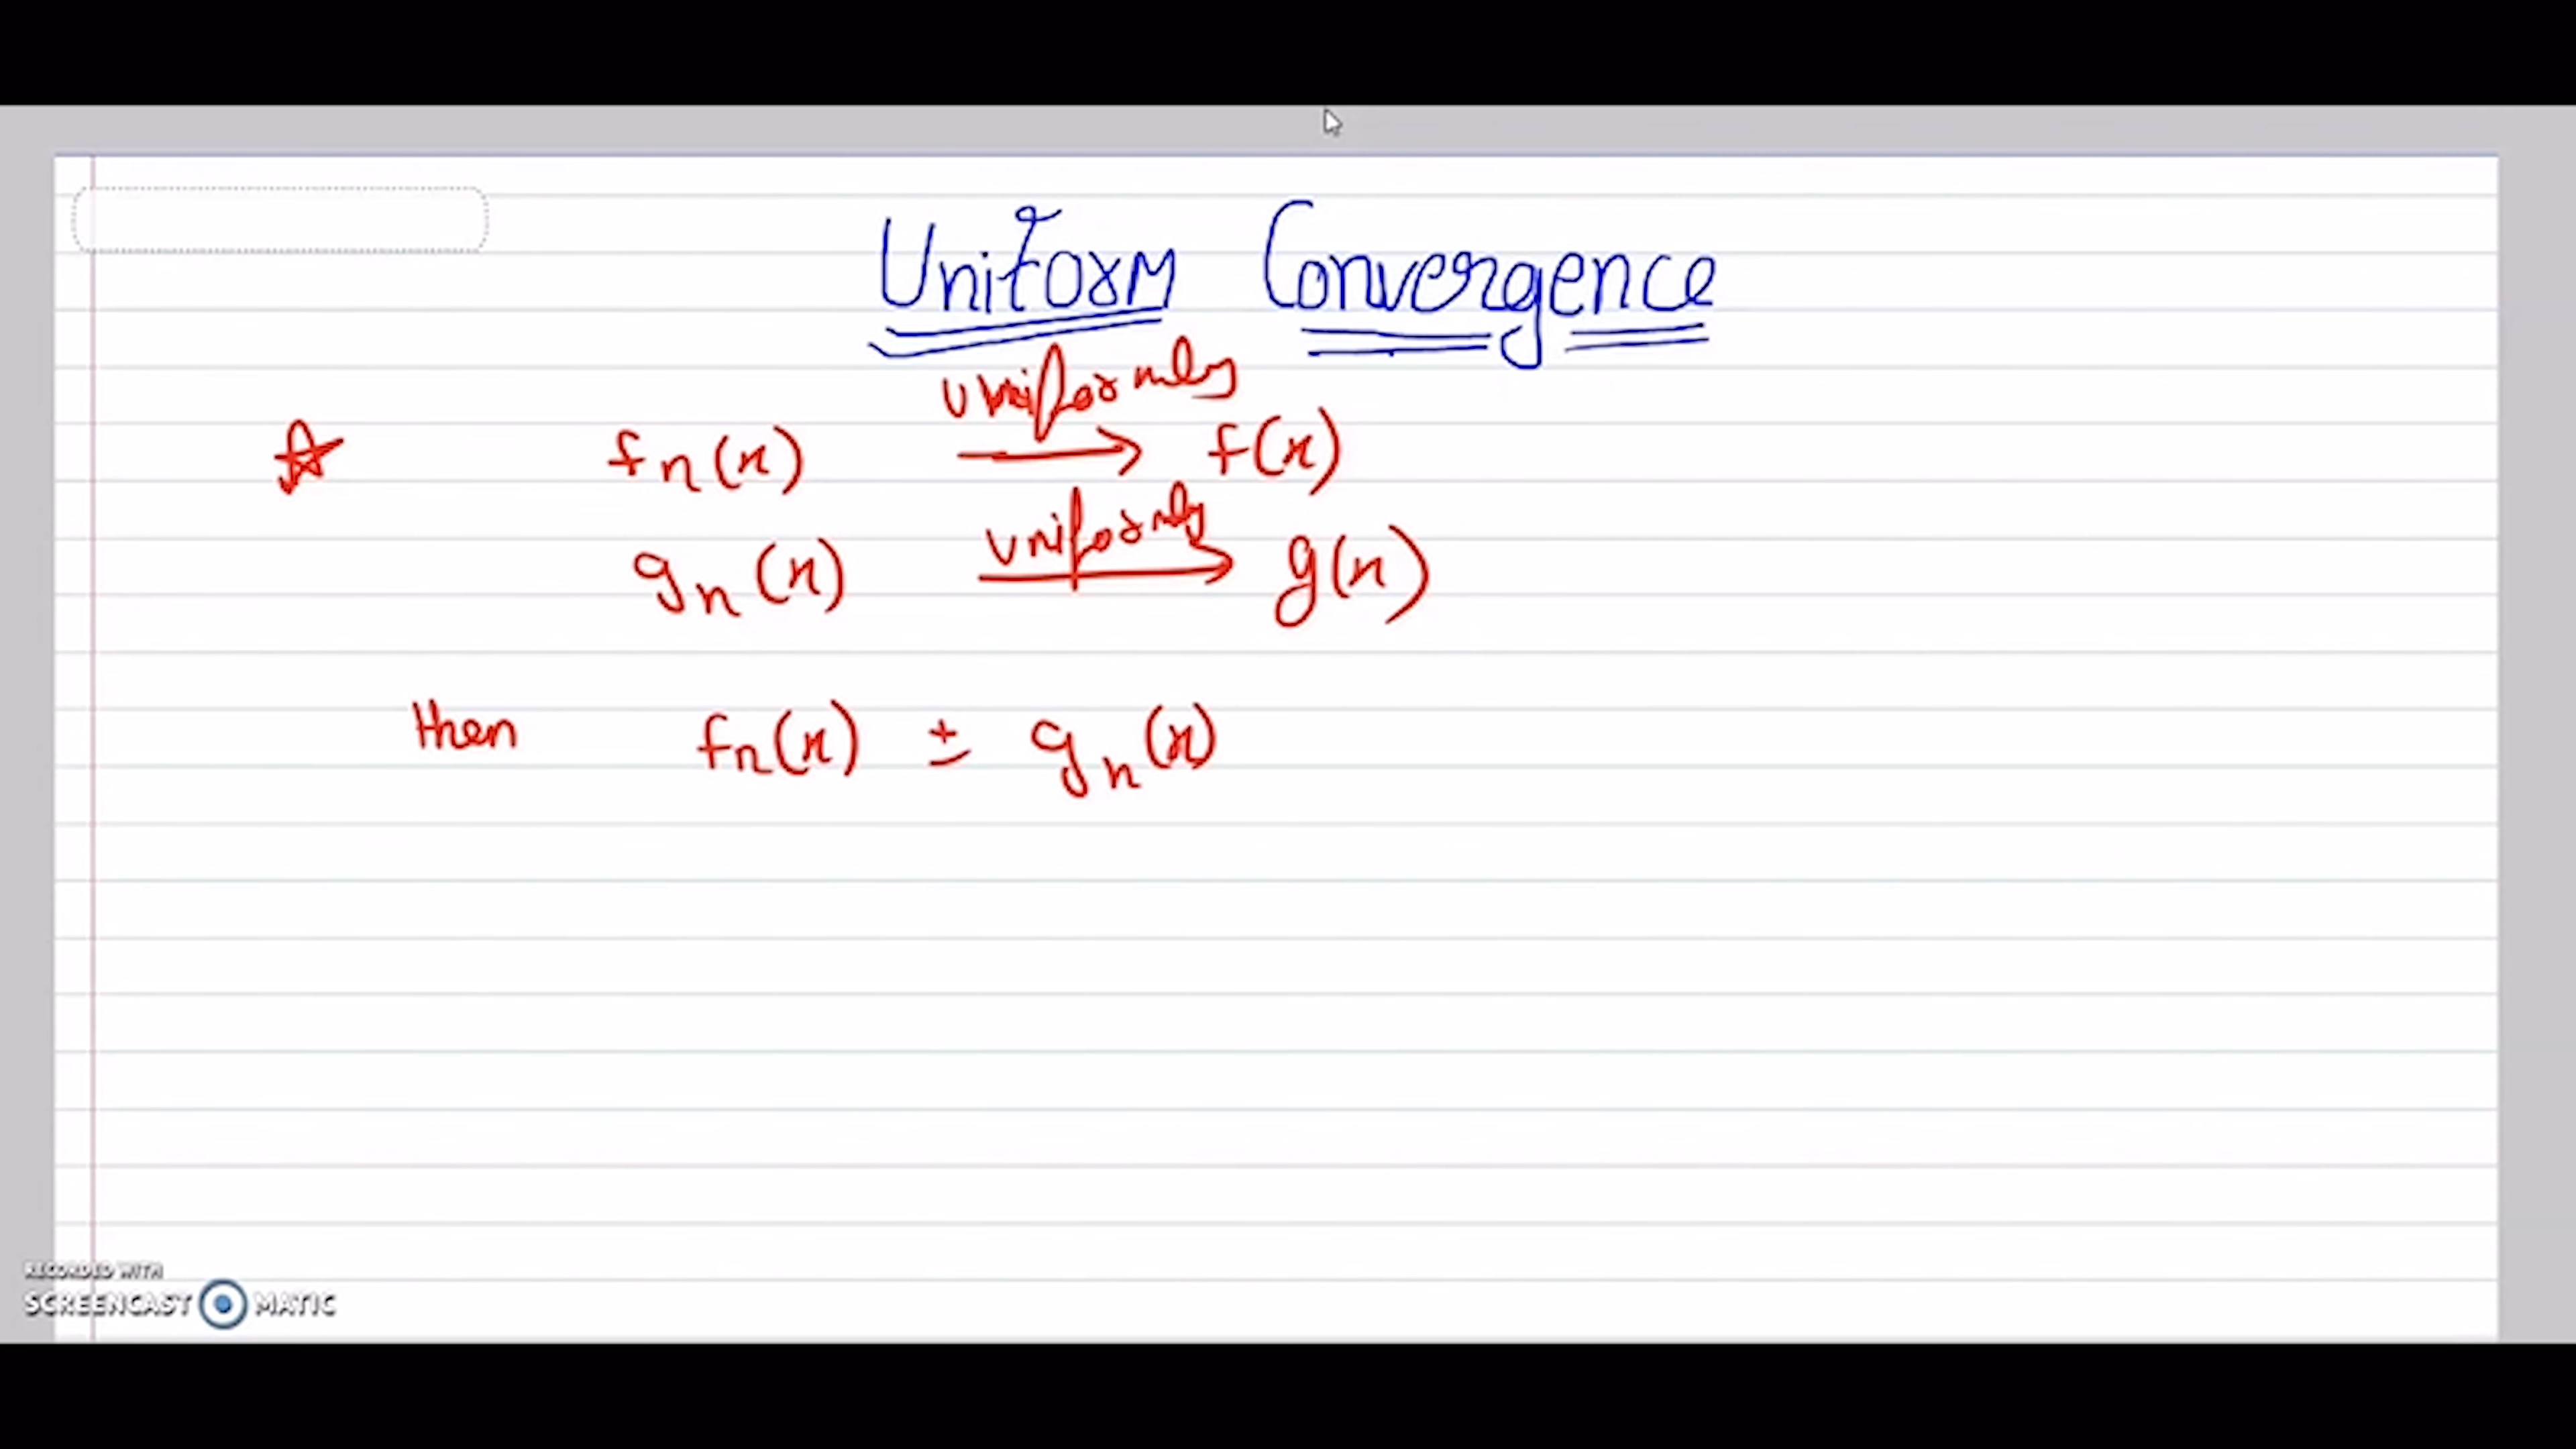 Uniform Convergence
uniformly
fn(x) → f(x)
uniformly
gn(x) → g(x)
then fn(x) ± gn(x)
RECORDED WITH
SCREENCAST MATIC